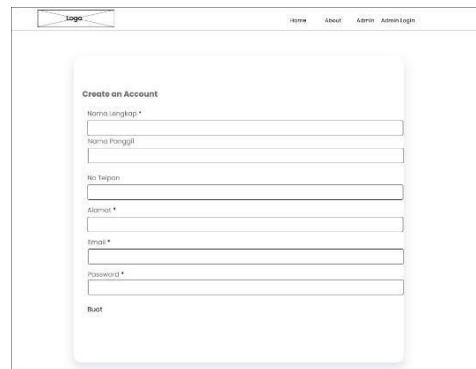 Logo
Home About Admin Admin Login
Create an Account
Nama Lengkap *
Nama Panggil
No Telpon
Alamat *
Email *
Password *
Buat